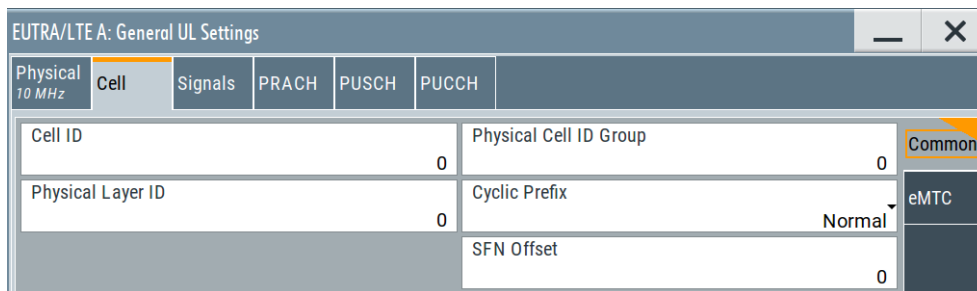 EUTRA/LTE A: General UL Settings
Physical
10 MHz
Cell
Signals
PRACH
PUSCH
PUCCH
Cell ID
0
Physical Cell ID Group
0
Common
Physical Layer ID
0
Cyclic Prefix
Normal
eMTC
SFN Offset
0